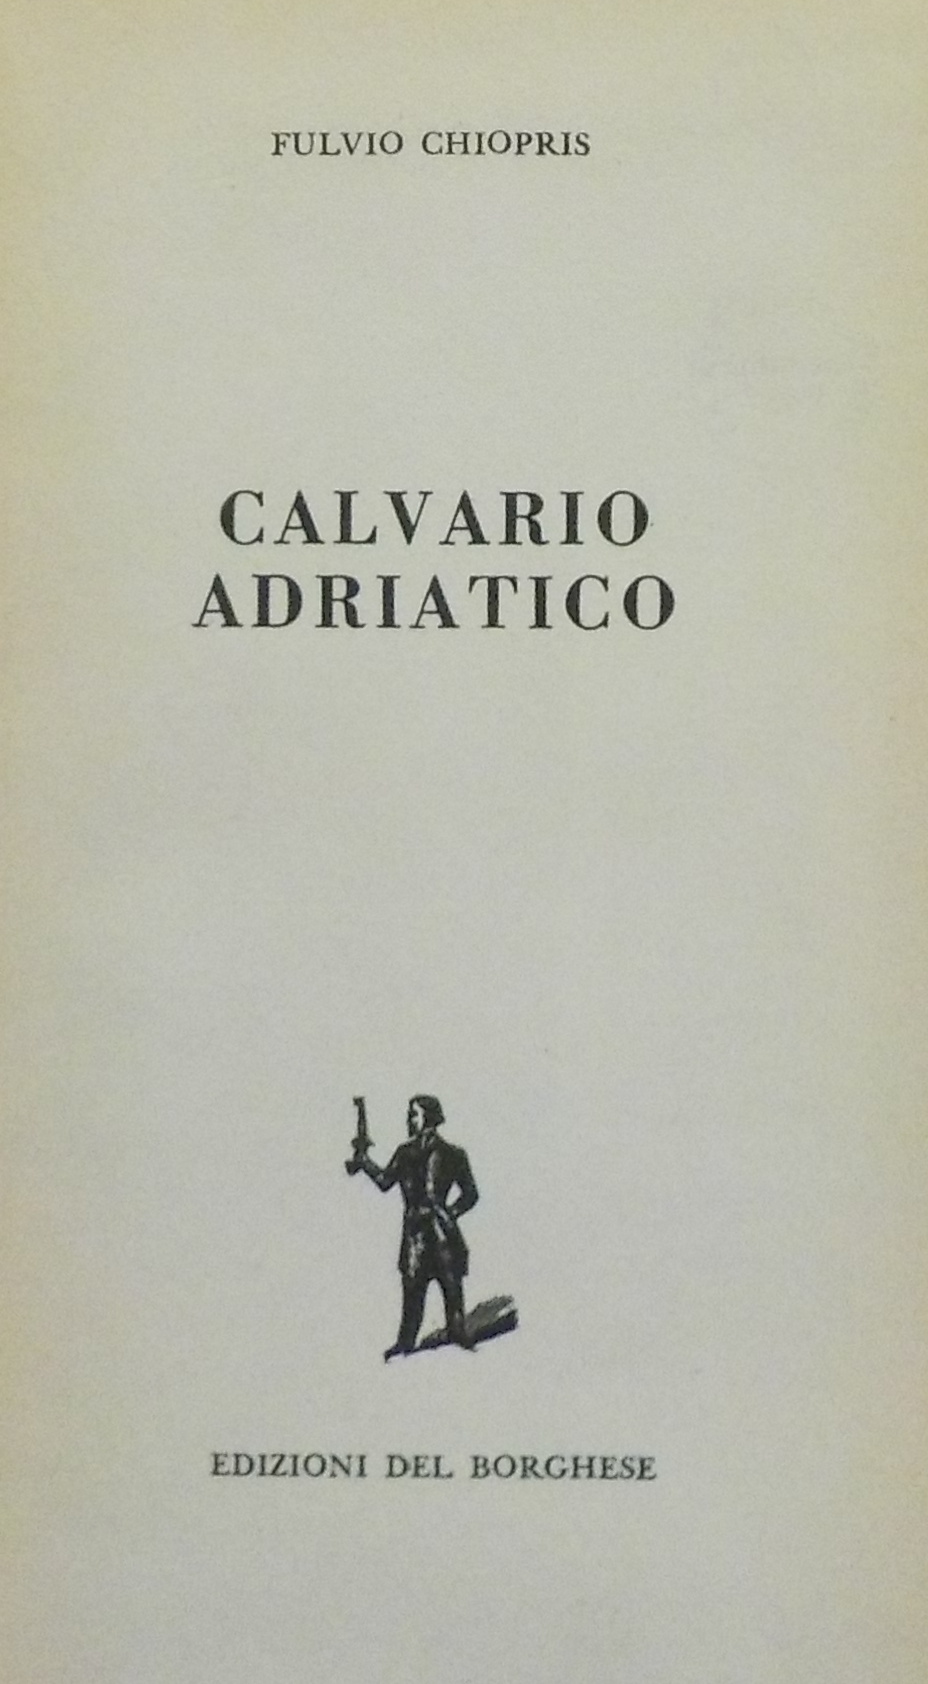 FULVIO CHIOPRIS
CALVARIO
ADRIATICO
EDIZIONI DEL BORGHESE